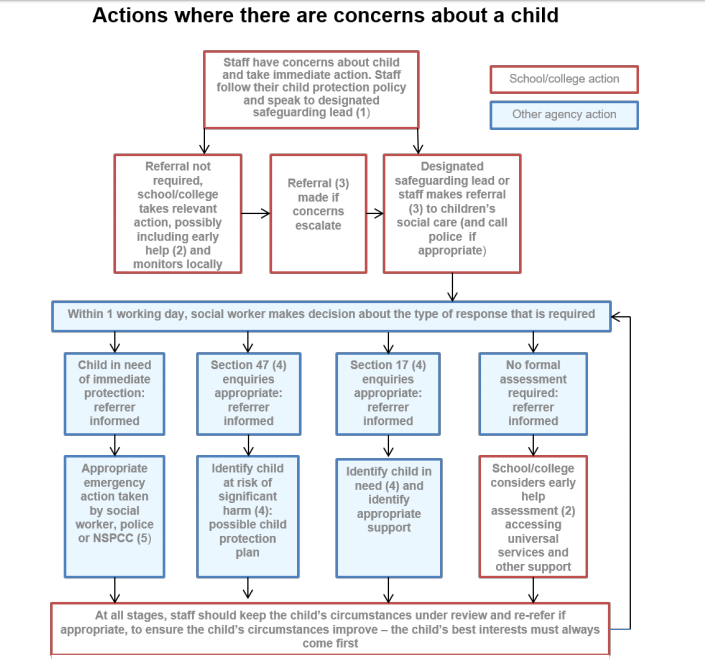 Actions where there are concerns about a child
Staff have concerns about child
and take immediate action. Staff
follow their child protection policy
and speak to designated
safeguarding lead (1)
School/college action
Other agency action
Referral not
required,
school/college
takes relevant
action, possibly
including early
help (2) and
monitors locally
Referral (3)
made if
concerns
escalate
Designated
safeguarding lead or
staff makes referral
(3) to children's
social care (and call
police if
appropriate)
Within 1 working day, social worker makes decision about the type of response that is required
Child in need
of immediate
protection:
referrer
informed
Section 47 (4)
enquiries
appropriate:
referrer
informed
Section 17 (4)
enquiries
appropriate:
referrer
informed
No formal
assessment
required:
referrer
informed
Appropriate
emergency
action taken
by social
worker, police
or NSPCC (5)
Identify child
at risk of
significant
harm (4):
possible child
protection
plan
Identify child in
need (4) and
identify
appropriate
support
School/college
considers early
help
assessment (2)
accessing
universal
services and
other support
At all stages, staff should keep the child's circumstances under review and re-refer if
appropriate, to ensure the child's circumstances improve – the child's best interests must always
come first